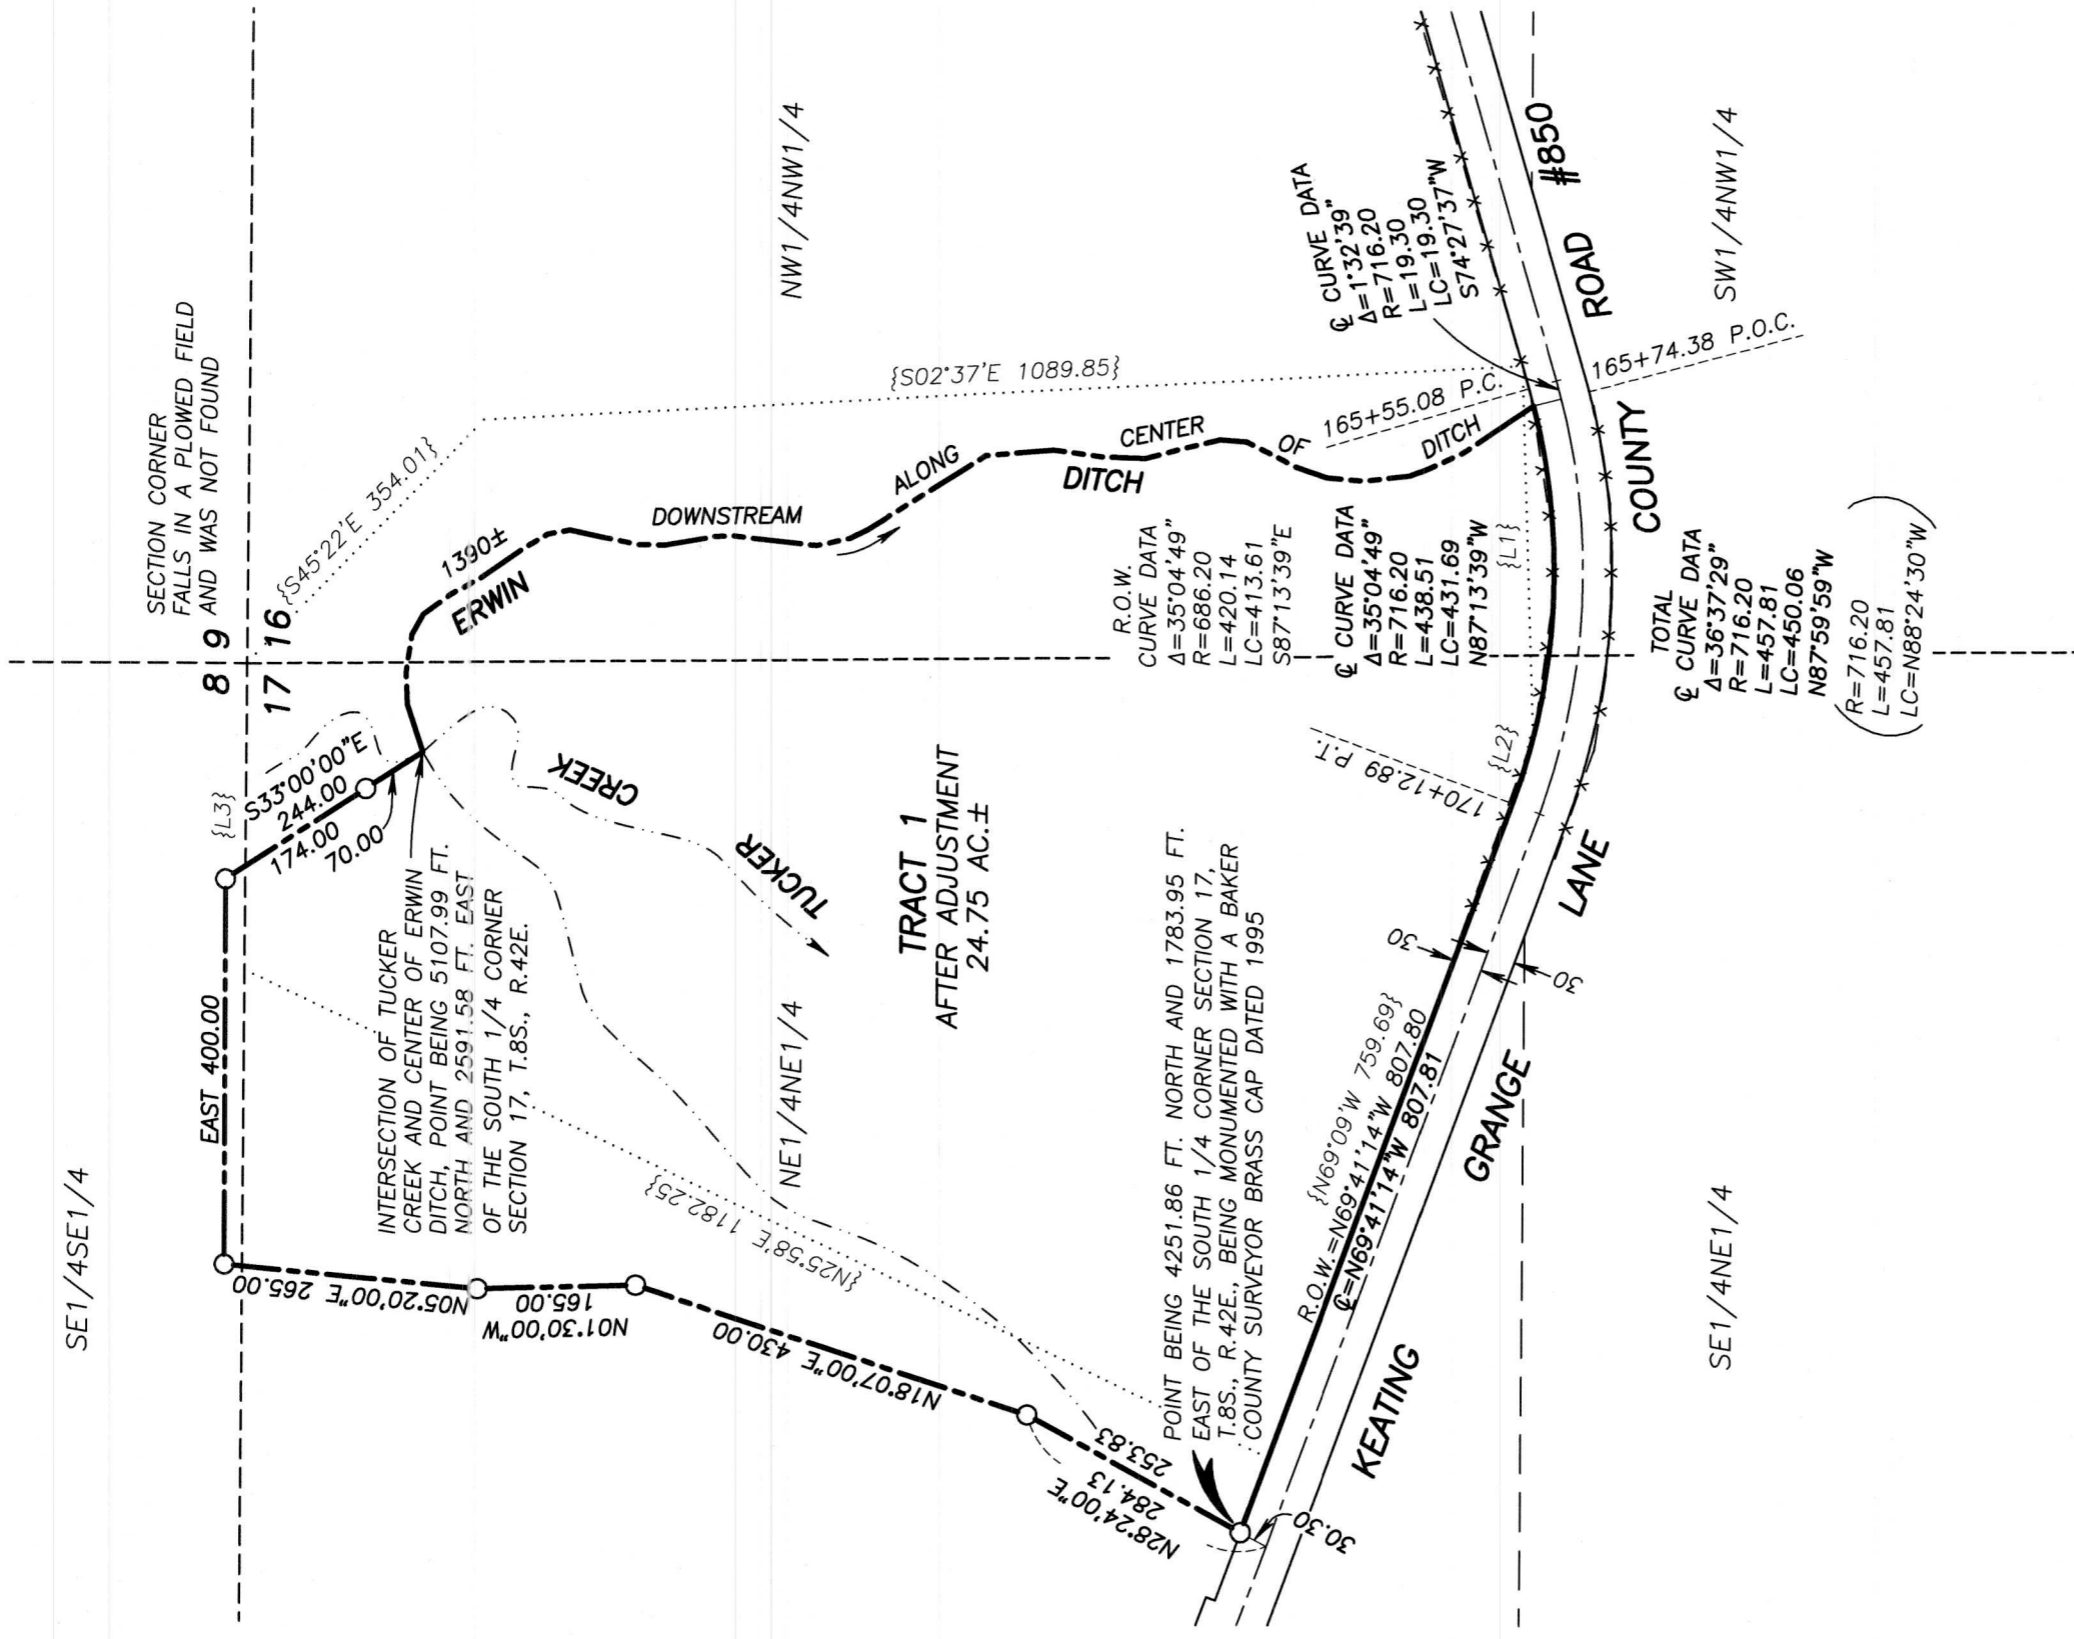 SE1/4SE1/4
SECTION CORNER
FALLS IN A PLOWED FIELD
AND WAS NOT FOUND
8 9
17 16
{L3}
EAST 400.00
S33°00'00"E
244.00
174.00
70.00
{S45°22'E 354.01}
{S02°37'E 1089.85}
NW1/4NW1/4
1390±
ERWIN
DOWNSTREAM
ALONG
CENTER
OF
DITCH
DITCH
INTERSECTION OF TUCKER
CREEK AND CENTER OF ERWIN
DITCH, POINT BEING 5107.99 FT.
NORTH AND 2591.58 FT. EAST
OF THE SOUTH 1/4 CORNER
SECTION 17, T.8S., R.42E.
CREEK
TUCKER
N05°20'00"E 265.00
N01°30'00"W
165.00
N18°07'00"E 430.00
N28°24'00"E
284.13
253.83
{N25°58'E 1182.25}
NE1/4NE1/4
TRACT 1
AFTER ADJUSTMENT
24.75 AC.±
POINT BEING 4251.86 FT. NORTH AND 1783.95 FT.
EAST OF THE SOUTH 1/4 CORNER SECTION 17,
T.8S., R.42E., BEING MONUMENTED WITH A BAKER
COUNTY SURVEYOR BRASS CAP DATED 1995
R.O.W.
CURVE DATA
Δ=35°04'49"
R=686.20
L=420.14
LC=413.61
S87°13'39"E
℄ CURVE DATA
Δ=35°04'49"
R=716.20
L=438.51
LC=431.69
N87°13'39"W
{L1}
{L2}
165+55.08 P.C.
165+74.38 P.O.C.
170+12.89 P.T.
℄ CURVE DATA
Δ=1°32'39"
R=716.20
L=19.30
LC=19.30
S74°27'37"W
{N69°09'W 759.69}
R.O.W.=N69°41'14"W 807.80
℄=N69°41'14"W 807.81
30
30
30.30
KEATING GRANGE LANE
COUNTY ROAD #850
TOTAL
℄ CURVE DATA
Δ=36°37'29"
R=716.20
L=457.81
LC=450.06
N87°59'59"W
(R=716.20
L=457.81
LC=N88°24'30"W)
SE1/4NE1/4
SW1/4NW1/4